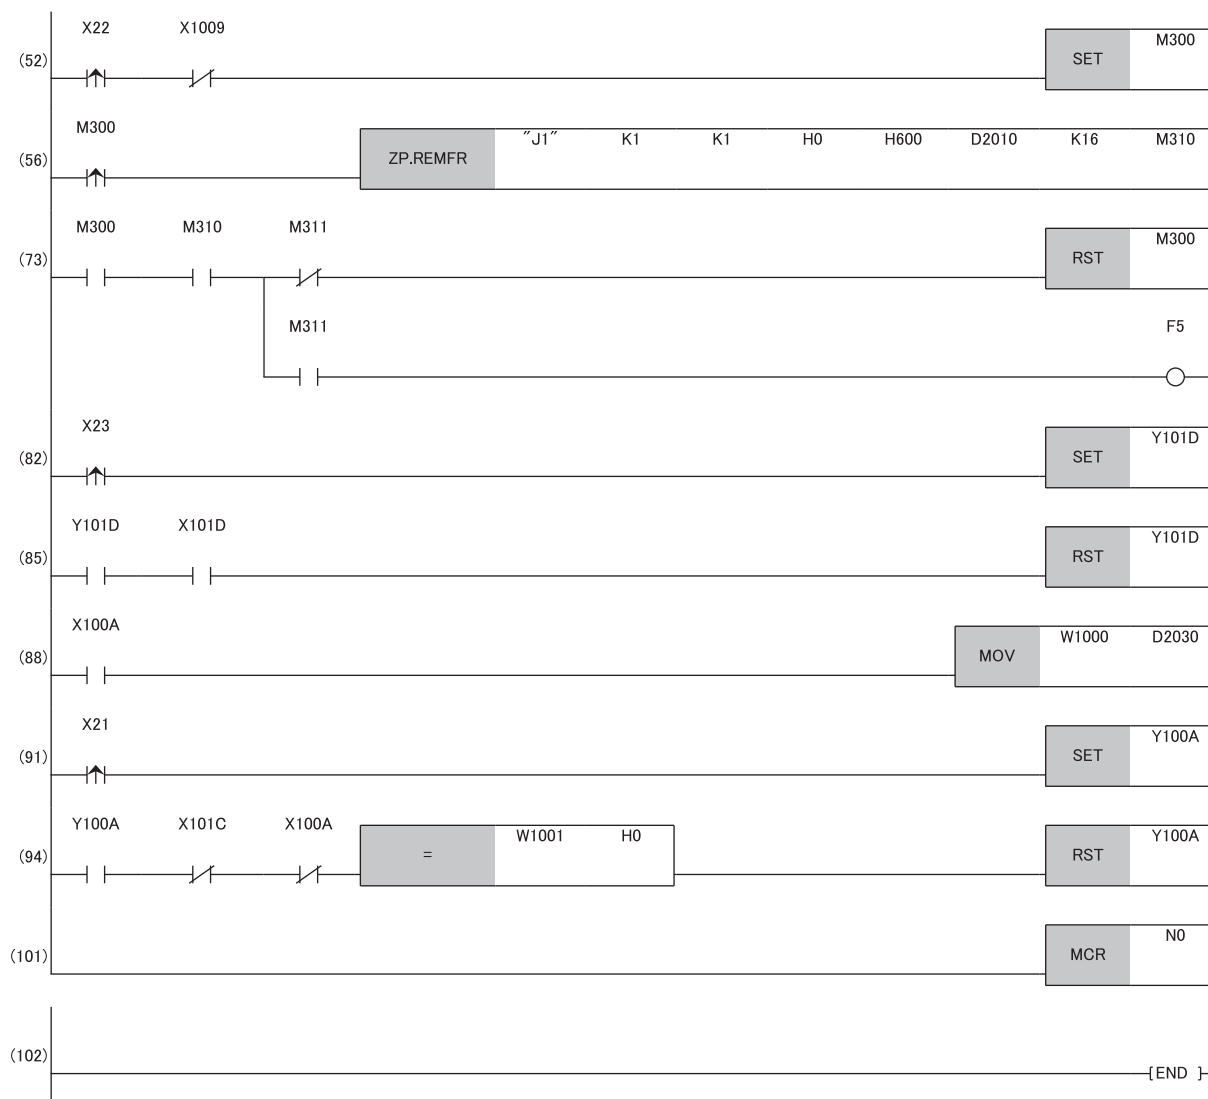 X22 X1009
(52) SET M300
M300
(56) ZP.REMFR "J1" K1 K1 H0 H600 D2010 K16 M310
M300 M310 M311
(73) RST M300
M311 F5
X23
(82) SET Y101D
Y101D X101D
(85) RST Y101D
X100A
(88) MOV W1000 D2030
X21
(91) SET Y100A
Y100A X101C X100A
(94) = W1001 H0 RST Y100A
(101) MCR N0
(102) [END]